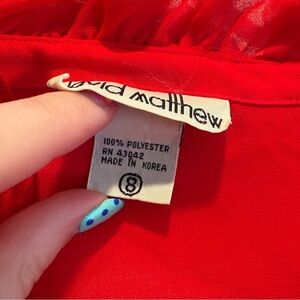 matthew
100% POLYESTER
RN 43042
MADE IN KOREA
8